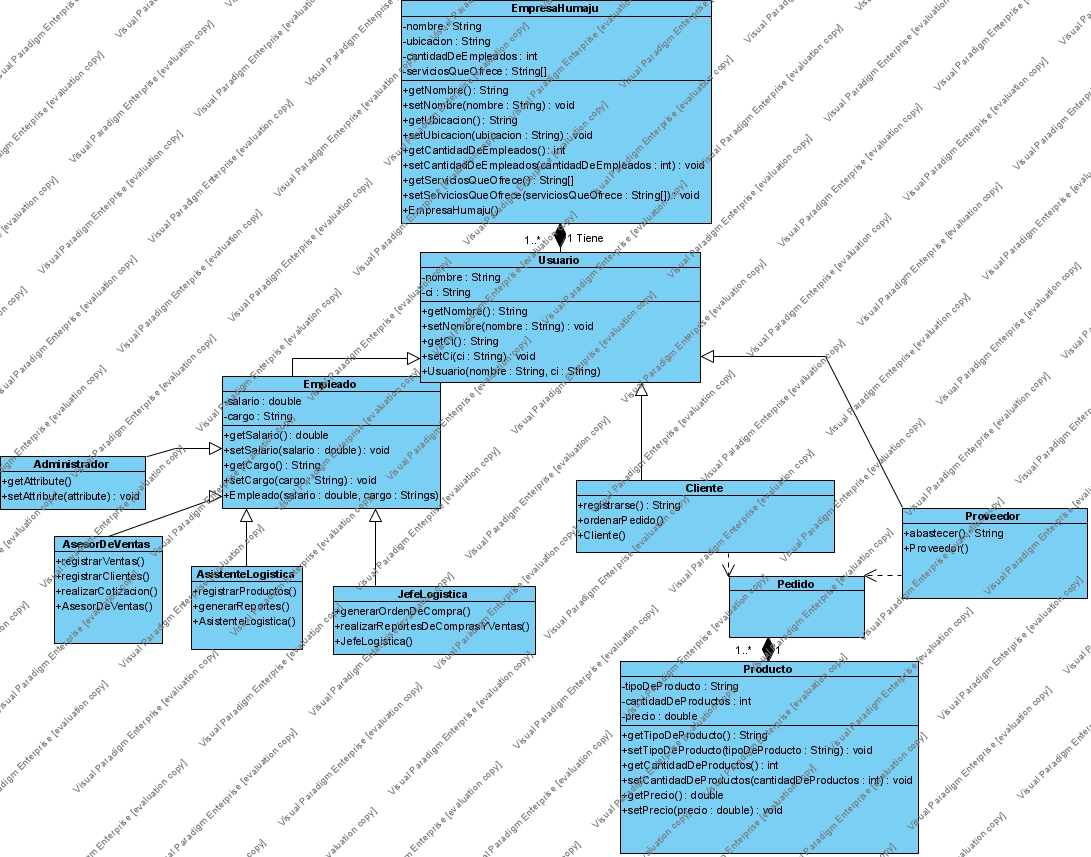 EmpresaHumaju
-nombre : String
-ubicacion : String
-cantidadDeEmpleados : int
-serviciosQueOfrece : String[]
+getNombre() : String
+setNombre(nombre : String) : void
+getUbicacion() : String
+setUbicacion(ubicacion : String) : void
+getCantidadDeEmpleados() : int
+setCantidadDeEmpleados(cantidadDeEmpleados : int) : void
+getServiciosQueOfrece() : String[]
+setServiciosQueOfrece(serviciosQueOfrece : String[]) : void
+EmpresaHumaju()
1..*
1 Tiene
Usuario
-nombre : String
-ci : String
+getNombre() : String
+setNombre(nombre : String) : void
+getCi() : String
+setCi(ci : String) : void
+Usuario(nombre : String, ci : String)
Empleado
-salario : double
-cargo : String
+getSalario() : double
+setSalario(salario : double) : void
+getCargo() : String
+setCargo(cargo : String) : void
+Empleado(salario : double, cargo : Strings)
Administrador
+getAttribute()
+setAttribute(attribute) : void
AsesorDeVentas
+registrarVentas()
+registrarClientes()
+realizarCotizacion()
+AsesorDeVentas()
AsistenteLogistica
+registrarProductos()
+generarReportes()
+AsistenteLogistica()
JefeLogistica
+generarOrdenDeCompra()
+realizarReportesDeComprasYVentas()
+JefeLogistica()
Cliente
+registrarse() : String
+ordenarPedido()
+Cliente()
Proveedor
+abastecer() : String
+Proveedor()
Pedido
1..*
1
Producto
-tipoDeProducto : String
-cantidadDeProductos : int
-precio : double
+getTipoDeProducto() : String
+setTipoDeProducto(tipoDeProducto : String) : void
+getCantidadDeProductos() : int
+setCantidadDeProductos(cantidadDeProductos : int) : void
+getPrecio() : double
+setPrecio(precio : double) : void
Visual Paradigm Enterprise [evaluation copy]